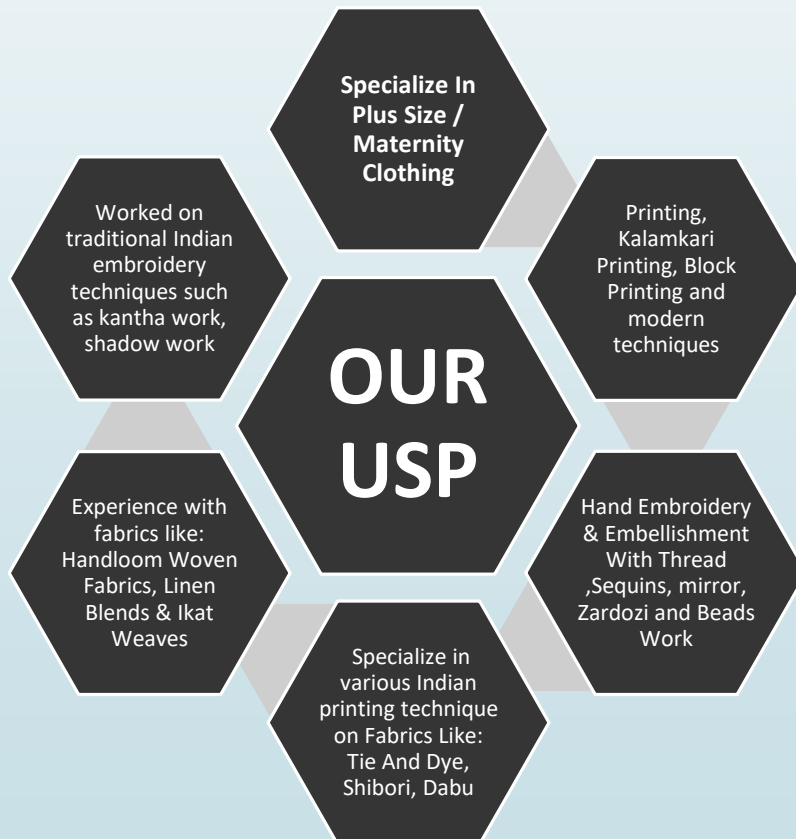 Specialize In
Plus Size /
Maternity
Clothing
Printing,
Kalamkari
Printing, Block
Printing and
modern
techniques
Hand Embroidery
& Embellishment
With Thread
,Sequins, mirror,
Zardozi and Beads
Work
Specialize in
various Indian
printing technique
on Fabrics Like:
Tie And Dye,
Shibori, Dabu
Experience with
fabrics like:
Handloom Woven
Fabrics, Linen
Blends & Ikat
Weaves
Worked on
traditional Indian
embroidery
techniques such
as kantha work,
shadow work
OUR
USP